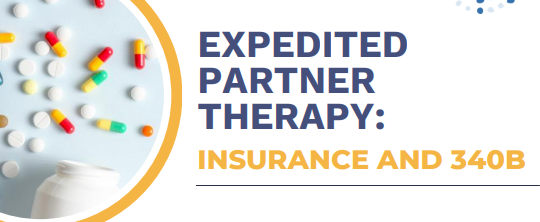 EXPEDITED
PARTNER
THERAPY:
INSURANCE AND 340B